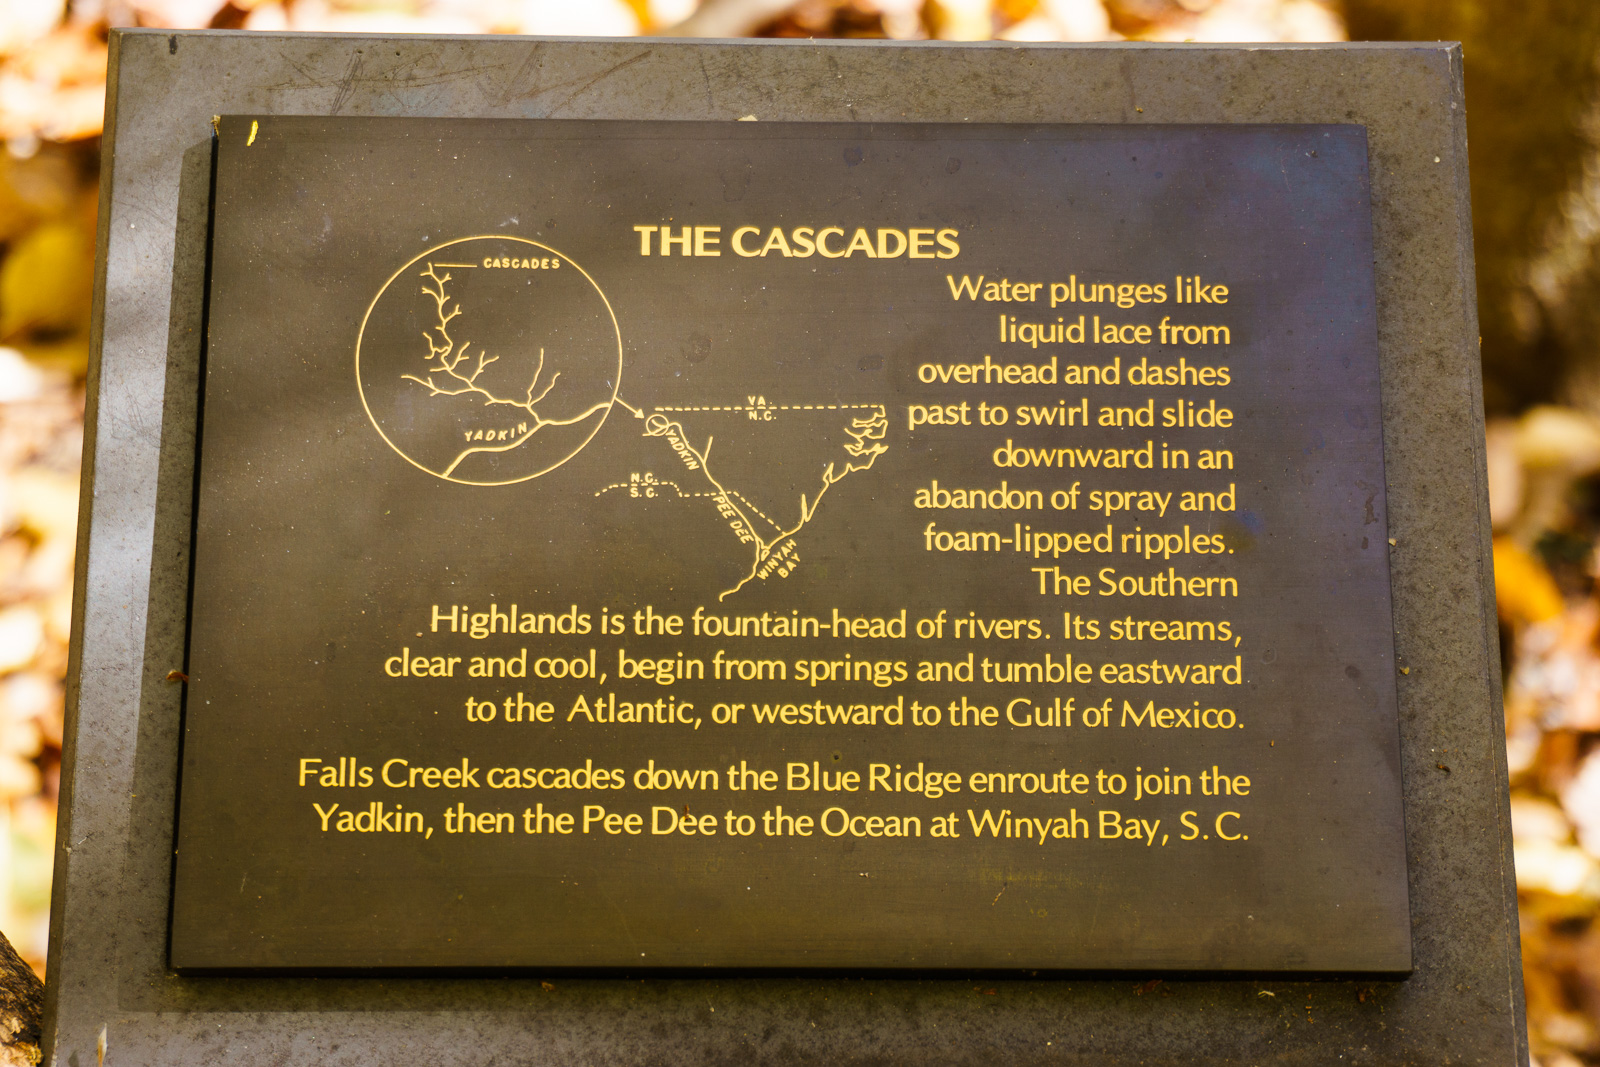 THE CASCADES
CASCADES
YADKIN
VA.
N.C.
YADKIN
N.C.
S.C.
PEE DEE
WINYAH
BAY
Water plunges like
liquid lace from
overhead and dashes
past to swirl and slide
downward in an
abandon of spray and
foam-lipped ripples.
The Southern
Highlands is the fountain-head of rivers. Its streams,
clear and cool, begin from springs and tumble eastward
to the Atlantic, or westward to the Gulf of Mexico.
Falls Creek cascades down the Blue Ridge enroute to join the
Yadkin, then the Pee Dee to the Ocean at Winyah Bay, S.C.